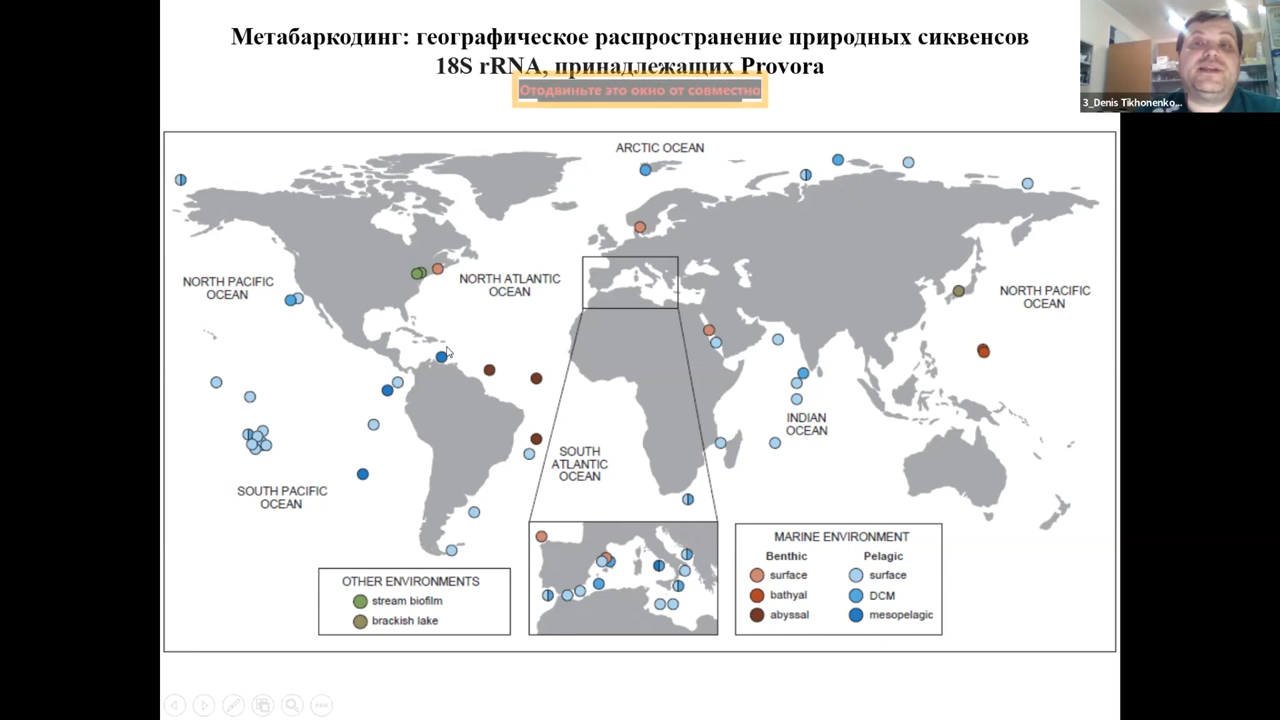 Метабаркодинг: географическое распространение природных сиквенсов
18S rRNA, принадлежащих Provora
Отодвиньте это окно от совместно
3_Denis Tikhonenko...
ARCTIC OCEAN
NORTH PACIFIC
OCEAN
NORTH ATLANTIC
OCEAN
NORTH PACIFIC
OCEAN
INDIAN
OCEAN
SOUTH
ATLANTIC
OCEAN
SOUTH PACIFIC
OCEAN
OTHER ENVIRONMENTS
stream biofilm
brackish lake
MARINE ENVIRONMENT
Benthic Pelagic
surface surface
bathyal DCM
abyssal mesopelagic